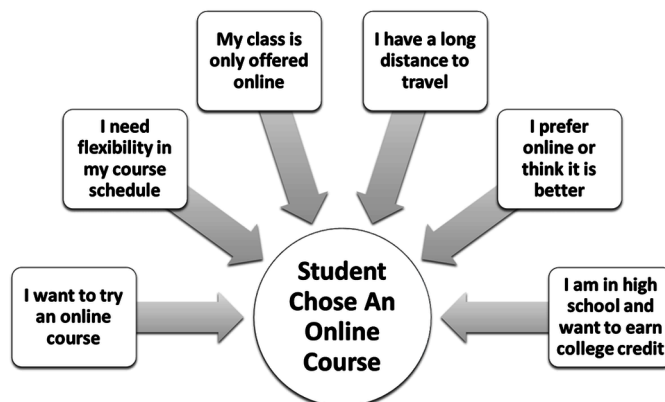 My class is
only offered
online
I have a long
distance to
travel
I need
flexibility in
my course
schedule
I prefer
online or
think it is
better
I want to try
an online
course
Student
Chose An
Online
Course
I am in high
school and
want to earn
college credit